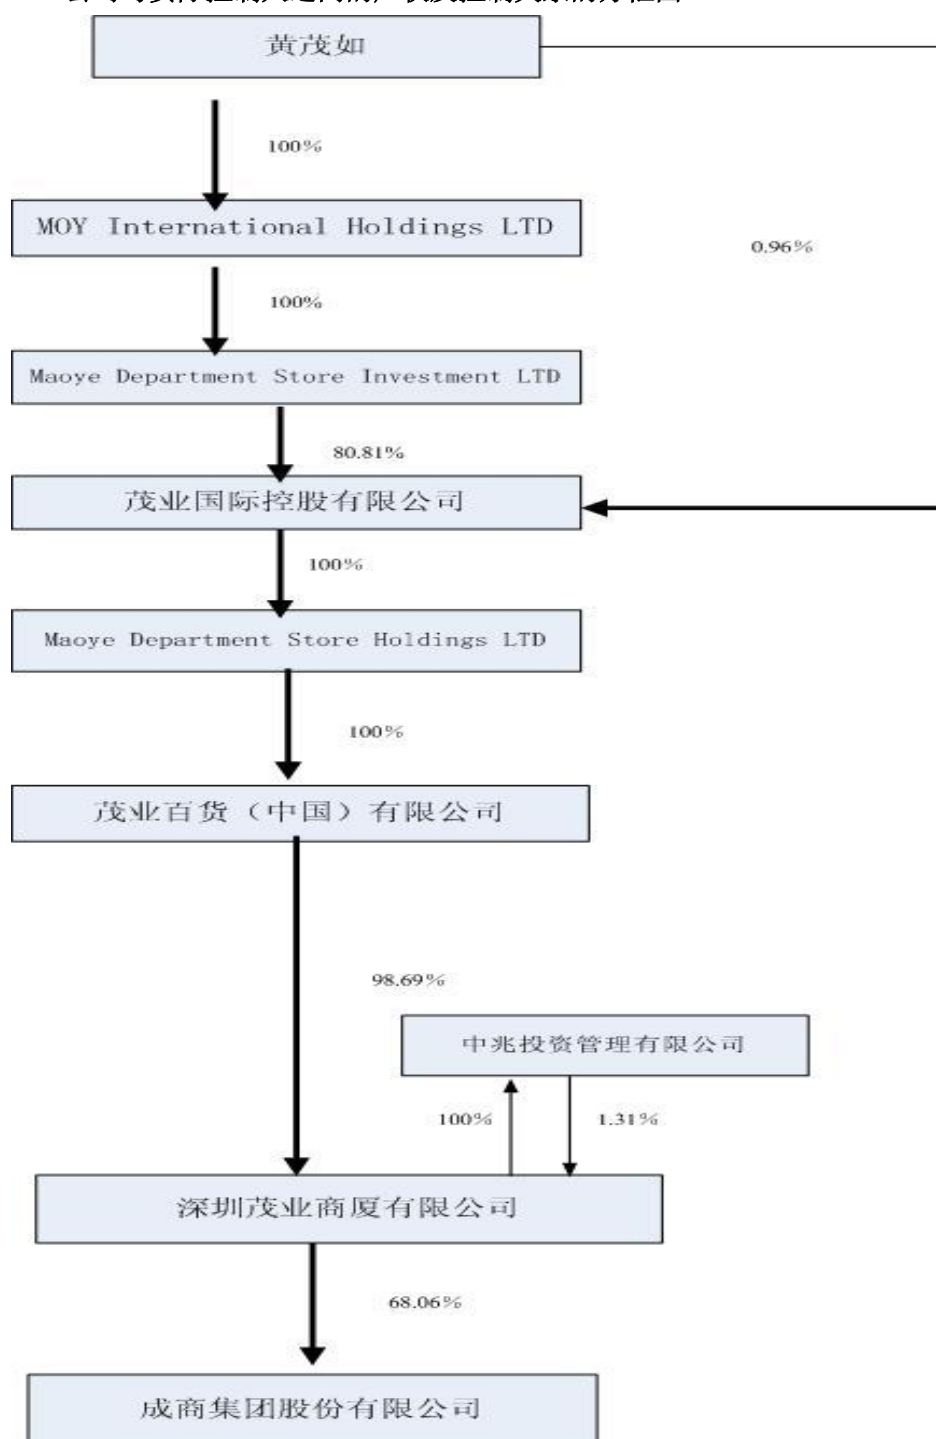 黄茂如
100%
MOY International Holdings LTD
0.96%
100%
Maoye Department Store Investment LTD
80.81%
茂业国际控股有限公司
100%
Maoye Department Store Holdings LTD
100%
茂业百货（中国）有限公司
98.69%
中兆投资管理有限公司
100%
1.31%
深圳茂业商厦有限公司
68.06%
成商集团股份有限公司